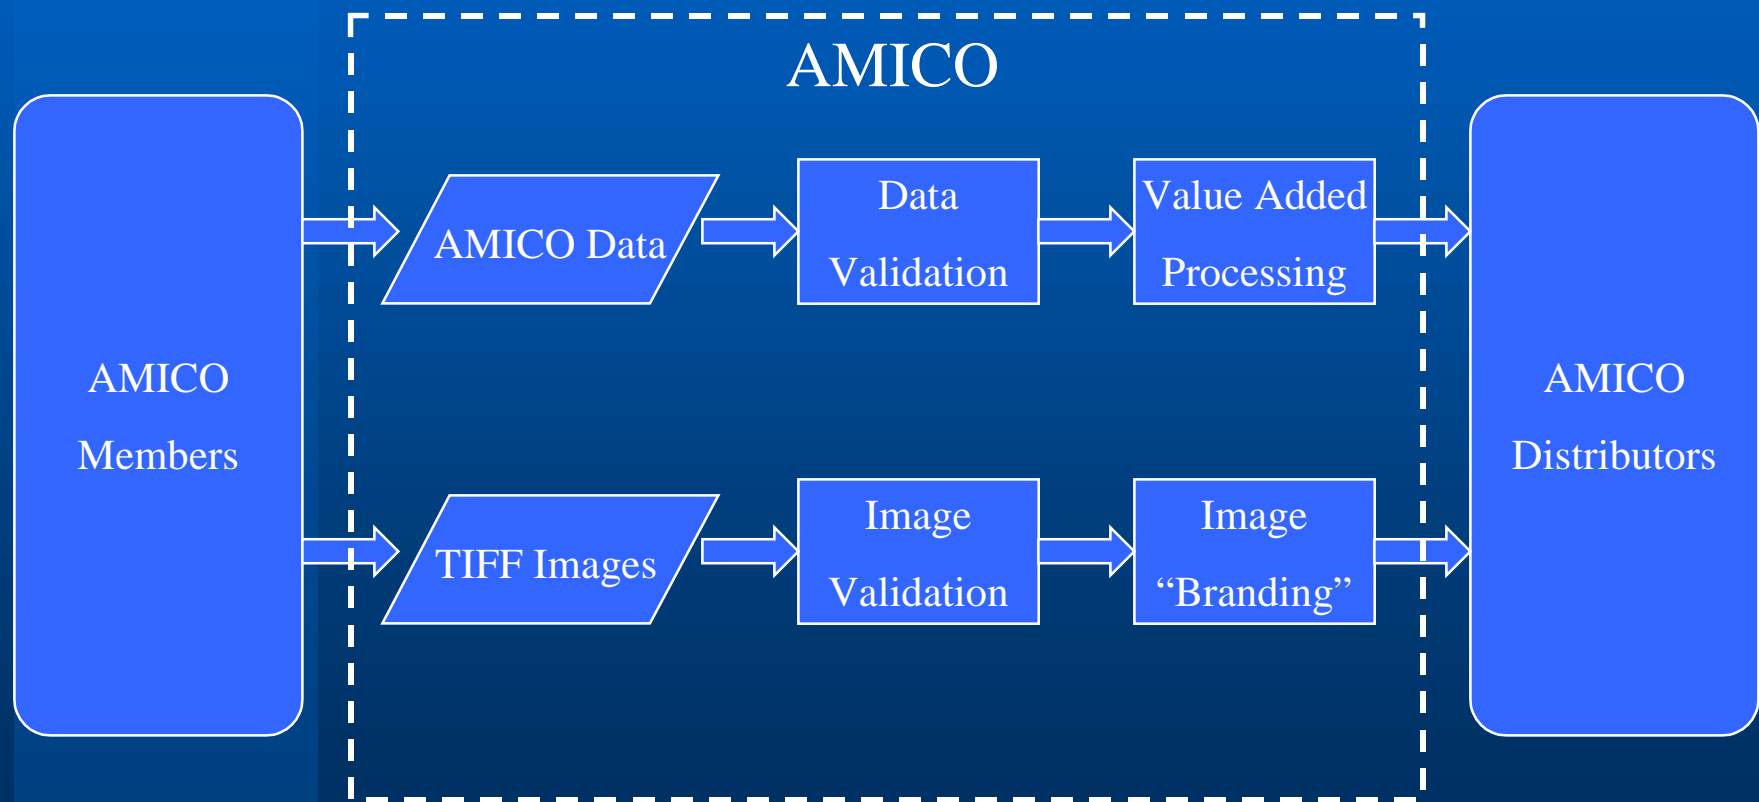 AMICO
AMICO
Members
AMICO Data
Data
Validation
Value Added
Processing
TIFF Images
Image
Validation
Image
“Branding”
AMICO
Distributors